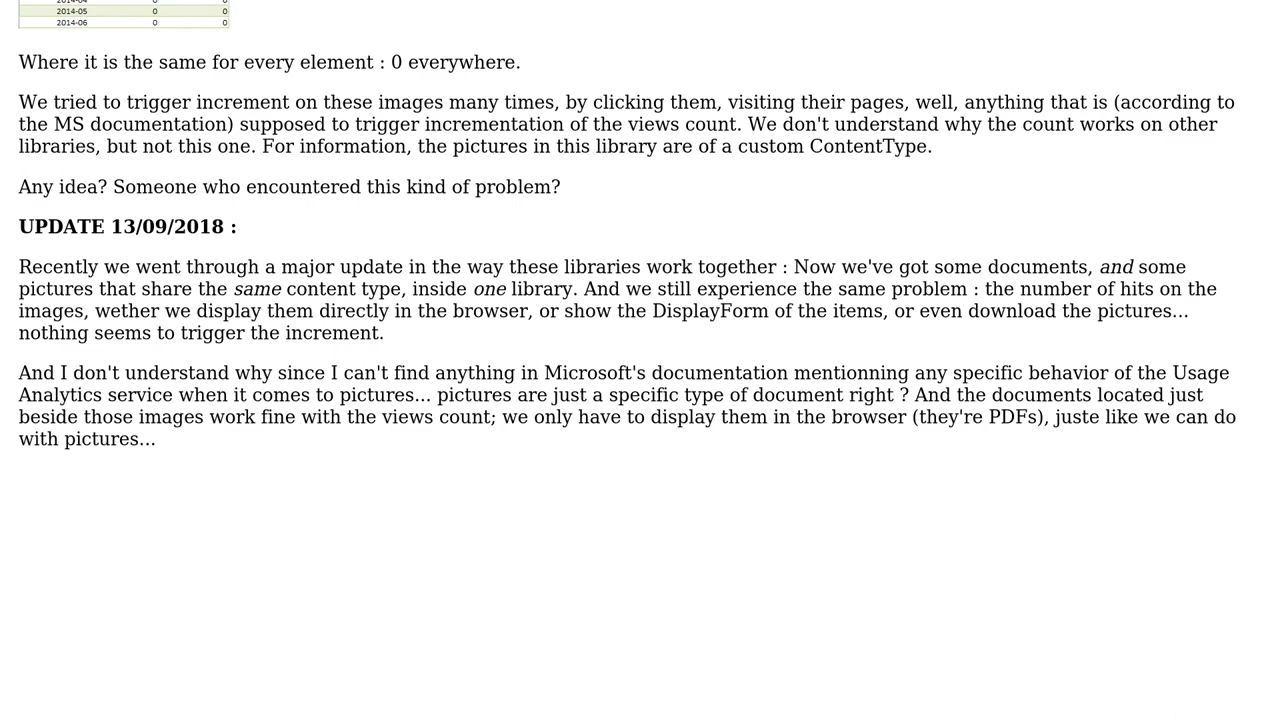 2014-04 0 0
2014-05 0 0
2014-06 0 0
Where it is the same for every element : 0 everywhere.
We tried to trigger increment on these images many times, by clicking them, visiting their pages, well, anything that is (according to
the MS documentation) supposed to trigger incrementation of the views count. We don't understand why the count works on other
libraries, but not this one. For information, the pictures in this library are of a custom ContentType.
Any idea? Someone who encountered this kind of problem?
UPDATE 13/09/2018 :
Recently we went through a major update in the way these libraries work together : Now we've got some documents, and some
pictures that share the same content type, inside one library. And we still experience the same problem : the number of hits on the
images, wether we display them directly in the browser, or show the DisplayForm of the items, or even download the pictures...
nothing seems to trigger the increment.
And I don't understand why since I can't find anything in Microsoft's documentation mentionning any specific behavior of the Usage
Analytics service when it comes to pictures... pictures are just a specific type of document right ? And the documents located just
beside those images work fine with the views count; we only have to display them in the browser (they're PDFs), juste like we can do
with pictures...